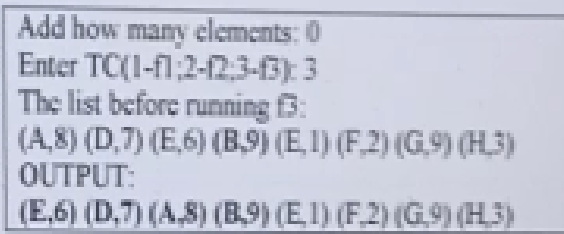 Add how many elements: 0
Enter TC(1-f1;2-f2;3-f3): 3
The list before running f3:
(A,8) (D,7) (E,6) (B,9) (E,1) (F,2) (G,9) (H,3)
OUTPUT:
(E,6) (D,7) (A,8) (B,9) (E,1) (F,2) (G,9) (H,3)